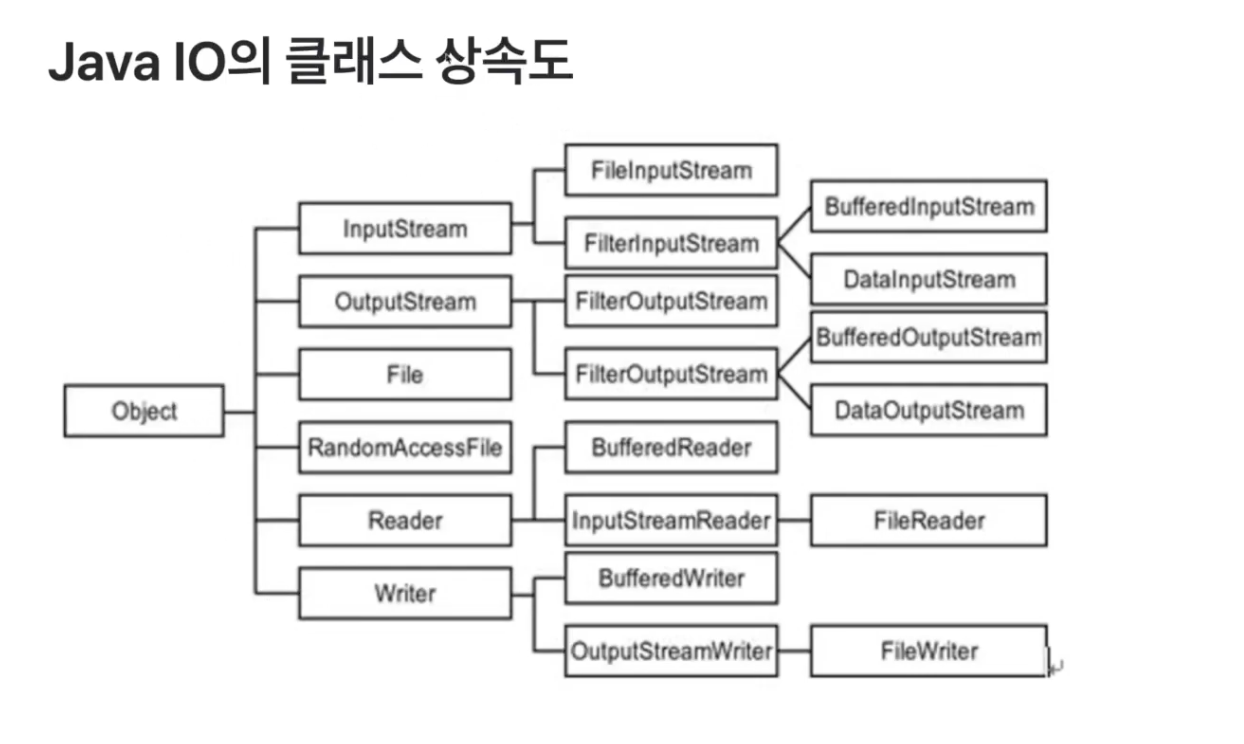 Java IO의 클래스 상속도
FileInputStream
BufferedInputStream
InputStream
FilterInputStream
DataInputStream
OutputStream
FilterOutputStream
BufferedOutputStream
File
FilterOutputStream
Object
DataOutputStream
RandomAccessFile
BufferedReader
Reader
InputStreamReader
FileReader
BufferedWriter
Writer
OutputStreamWriter
FileWriter